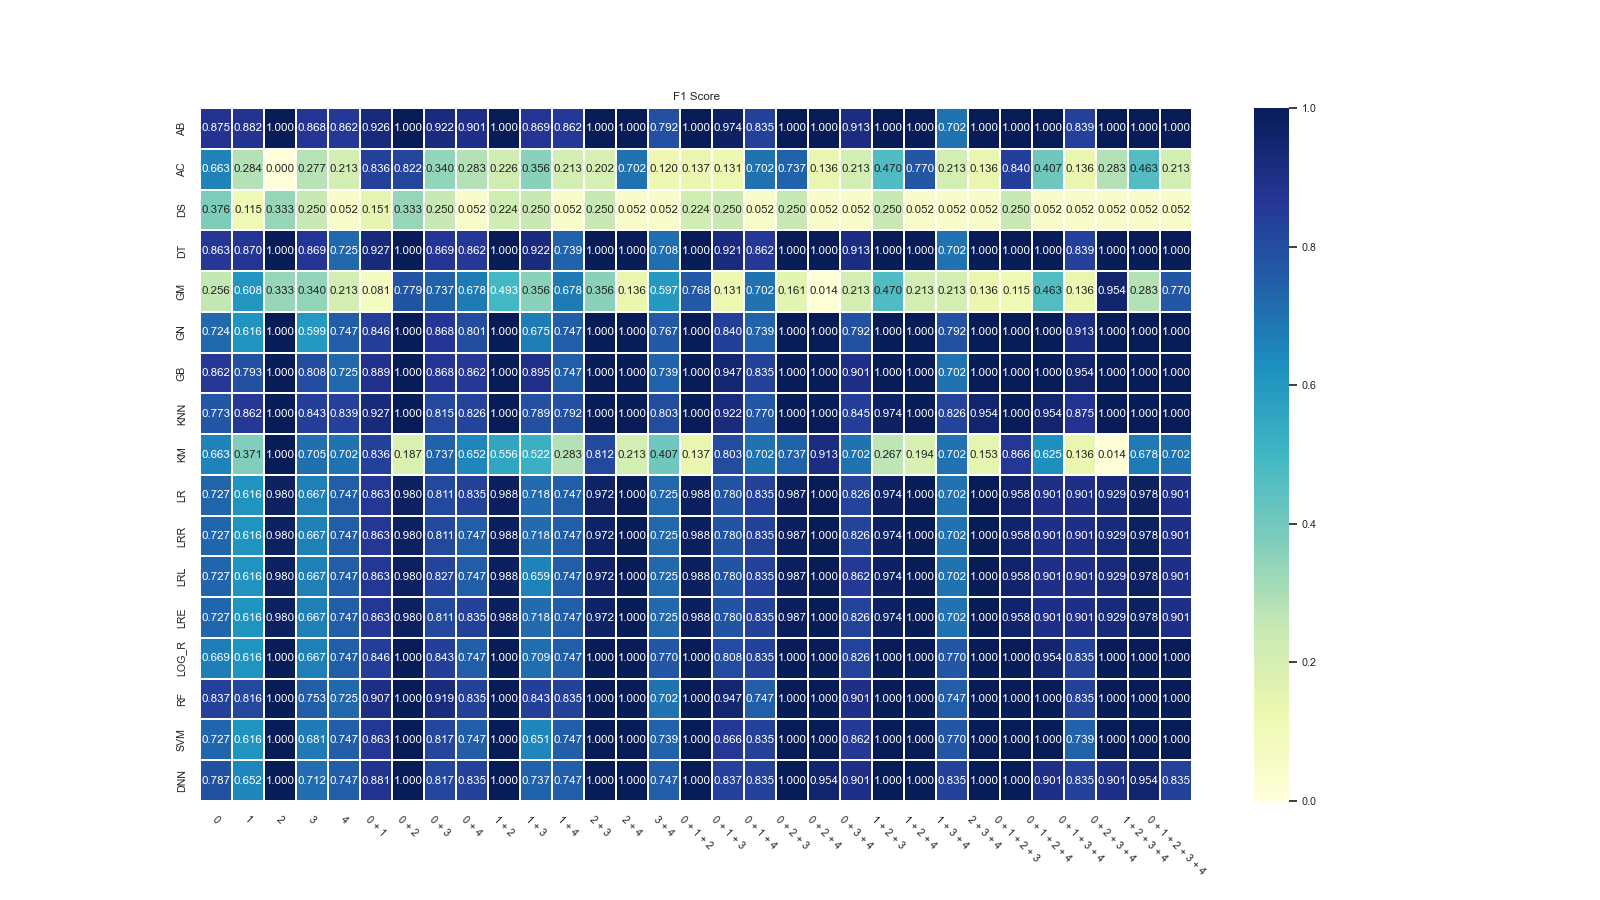 F1 Score
AB 0.875 0.882 1.000 0.868 0.862 0.926 1.000 0.922 0.901 1.000 0.869 0.862 1.000 1.000 0.792 1.000 0.974 0.835 1.000 1.000 0.913 1.000 1.000 0.702 1.000 1.000 1.000 0.839 1.000 1.000 1.000
AC 0.663 0.284 0.000 0.277 0.213 0.836 0.822 0.340 0.283 0.226 0.356 0.213 0.202 0.702 0.120 0.137 0.131 0.702 0.737 0.136 0.213 0.470 0.770 0.213 0.136 0.840 0.407 0.136 0.283 0.463 0.213
DS 0.376 0.115 0.333 0.250 0.052 0.151 0.333 0.250 0.052 0.224 0.250 0.052 0.250 0.052 0.052 0.224 0.250 0.052 0.250 0.052 0.052 0.250 0.052 0.052 0.052 0.250 0.052 0.052 0.052 0.052 0.052
DT 0.863 0.870 1.000 0.869 0.725 0.927 1.000 0.869 0.862 1.000 0.922 0.739 1.000 1.000 0.708 1.000 0.921 0.862 1.000 1.000 0.913 1.000 1.000 0.702 1.000 1.000 1.000 0.839 1.000 1.000 1.000
GM 0.256 0.608 0.333 0.340 0.213 0.081 0.779 0.737 0.678 0.493 0.356 0.678 0.356 0.136 0.597 0.768 0.131 0.702 0.161 0.014 0.213 0.470 0.213 0.213 0.136 0.115 0.463 0.136 0.954 0.283 0.770
GN 0.724 0.616 1.000 0.599 0.747 0.846 1.000 0.868 0.801 1.000 0.675 0.747 1.000 1.000 0.767 1.000 0.840 0.739 1.000 1.000 0.792 1.000 1.000 0.792 1.000 1.000 1.000 0.913 1.000 1.000 1.000
GB 0.862 0.793 1.000 0.808 0.725 0.889 1.000 0.868 0.862 1.000 0.895 0.747 1.000 1.000 0.739 1.000 0.947 0.835 1.000 1.000 0.901 1.000 1.000 0.702 1.000 1.000 1.000 0.954 1.000 1.000 1.000
KNN 0.773 0.862 1.000 0.843 0.839 0.927 1.000 0.815 0.826 1.000 0.789 0.792 1.000 1.000 0.803 1.000 0.922 0.770 1.000 1.000 0.845 0.974 1.000 0.826 0.954 1.000 0.954 0.875 1.000 1.000 1.000
KM 0.663 0.371 1.000 0.705 0.702 0.836 0.187 0.737 0.652 0.556 0.522 0.283 0.812 0.213 0.407 0.137 0.803 0.702 0.737 0.913 0.702 0.267 0.194 0.702 0.153 0.866 0.625 0.136 0.014 0.678 0.702
LR 0.727 0.616 0.980 0.667 0.747 0.863 0.980 0.811 0.835 0.988 0.718 0.747 0.972 1.000 0.725 0.988 0.780 0.835 0.987 1.000 0.826 0.974 1.000 0.702 1.000 0.958 0.901 0.901 0.929 0.978 0.901
LRR 0.727 0.616 0.980 0.667 0.747 0.863 0.980 0.811 0.747 0.988 0.718 0.747 0.972 1.000 0.725 0.988 0.780 0.835 0.987 1.000 0.826 0.974 1.000 0.702 1.000 0.958 0.901 0.901 0.929 0.978 0.901
LRL 0.727 0.616 0.980 0.667 0.747 0.863 0.980 0.827 0.747 0.988 0.659 0.747 0.972 1.000 0.725 0.988 0.780 0.835 0.987 1.000 0.862 0.974 1.000 0.702 1.000 0.958 0.901 0.901 0.929 0.978 0.901
LRE 0.727 0.616 0.980 0.667 0.747 0.863 0.980 0.811 0.835 0.988 0.718 0.747 0.972 1.000 0.725 0.988 0.780 0.835 0.987 1.000 0.826 0.974 1.000 0.702 1.000 0.958 0.901 0.901 0.929 0.978 0.901
LOG_R 0.669 0.616 1.000 0.667 0.747 0.846 1.000 0.843 0.747 1.000 0.709 0.747 1.000 1.000 0.770 1.000 0.808 0.835 1.000 1.000 0.826 1.000 1.000 0.770 1.000 1.000 0.954 0.835 1.000 1.000 1.000
RF 0.837 0.816 1.000 0.753 0.725 0.907 1.000 0.919 0.835 1.000 0.843 0.835 1.000 1.000 0.702 1.000 0.947 0.747 1.000 1.000 0.901 1.000 1.000 0.747 1.000 1.000 1.000 0.835 1.000 1.000 1.000
SVM 0.727 0.616 1.000 0.681 0.747 0.863 1.000 0.817 0.747 1.000 0.651 0.747 1.000 1.000 0.739 1.000 0.866 0.835 1.000 1.000 0.862 1.000 1.000 0.770 1.000 1.000 1.000 0.739 1.000 1.000 1.000
DNN 0.787 0.652 1.000 0.712 0.747 0.881 1.000 0.817 0.835 1.000 0.737 0.747 1.000 1.000 0.747 1.000 0.837 0.835 1.000 0.954 0.901 1.000 1.000 0.835 1.000 1.000 0.901 0.835 0.901 0.954 0.835
0 1 2 3 4 0 + 1 0 + 2 0 + 3 0 + 4 1 + 2 1 + 3 1 + 4 2 + 3 2 + 4 3 + 4 0 + 1 + 2 0 + 1 + 3 0 + 1 + 4 0 + 2 + 3 0 + 2 + 4 0 + 3 + 4 1 + 2 + 3 1 + 2 + 4 1 + 3 + 4 2 + 3 + 4 0 + 1 + 2 + 3 0 + 1 + 2 + 4 0 + 1 + 3 + 4 0 + 2 + 3 + 4 1 + 2 + 3 + 4 0 + 1 + 2 + 3 + 4
1.0
0.8
0.6
0.4
0.2
0.0